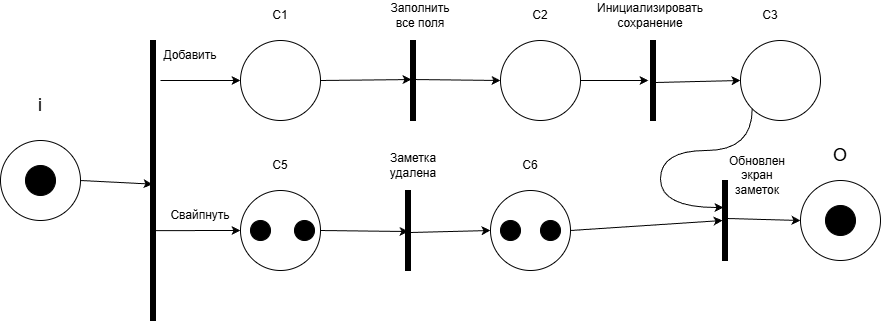 C1
Заполнить
все поля
C2
Инициализировать
сохранение
C3
Добавить
i
C5
Заметка
удалена
C6
Обновлен
экран
заметок
O
Свайпнуть